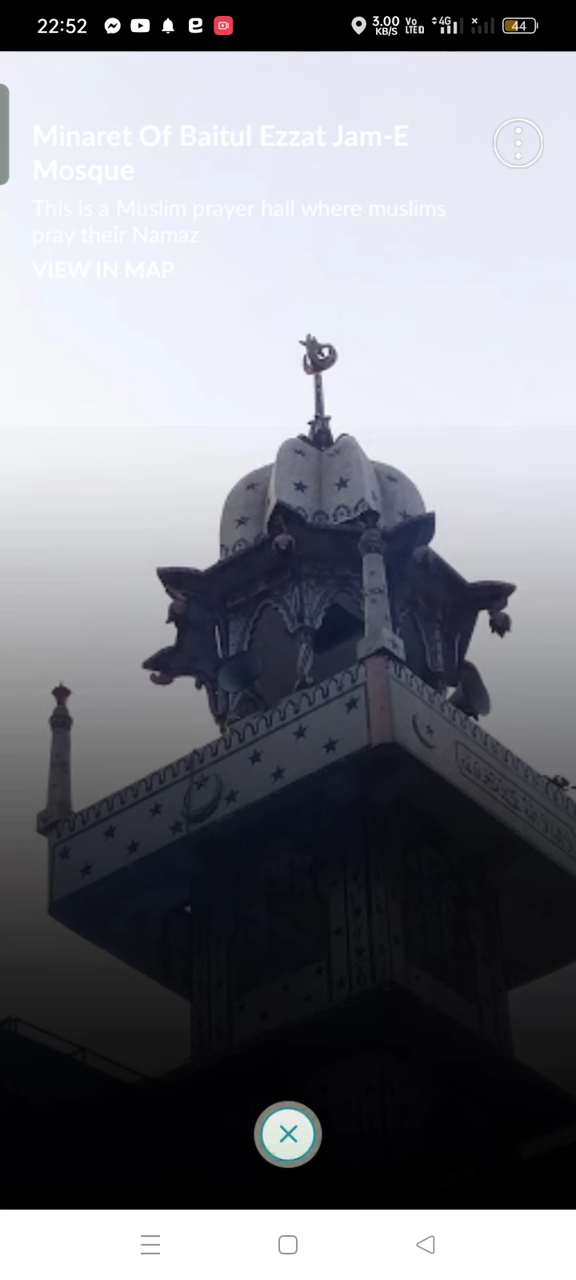 22:52
3.00
KB/S
Vo
LTE
4G
44
Minaret Of Baitul Ezzat Jam-E
Mosque
This is a Muslim prayer hall where muslims
pray their Namaz
VIEW IN MAP